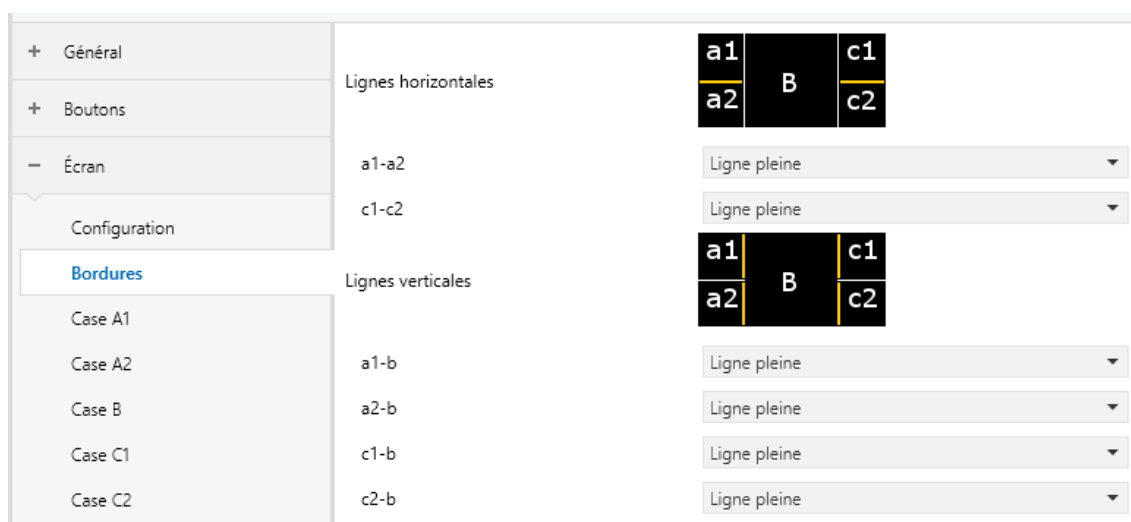 + Général
+ Boutons
− Écran
Configuration
Bordures
Case A1
Case A2
Case B
Case C1
Case C2
Lignes horizontales
a1 B c1
a2 c2
a1-a2 Ligne pleine
c1-c2 Ligne pleine
Lignes verticales
a1 B c1
a2 c2
a1-b Ligne pleine
a2-b Ligne pleine
c1-b Ligne pleine
c2-b Ligne pleine